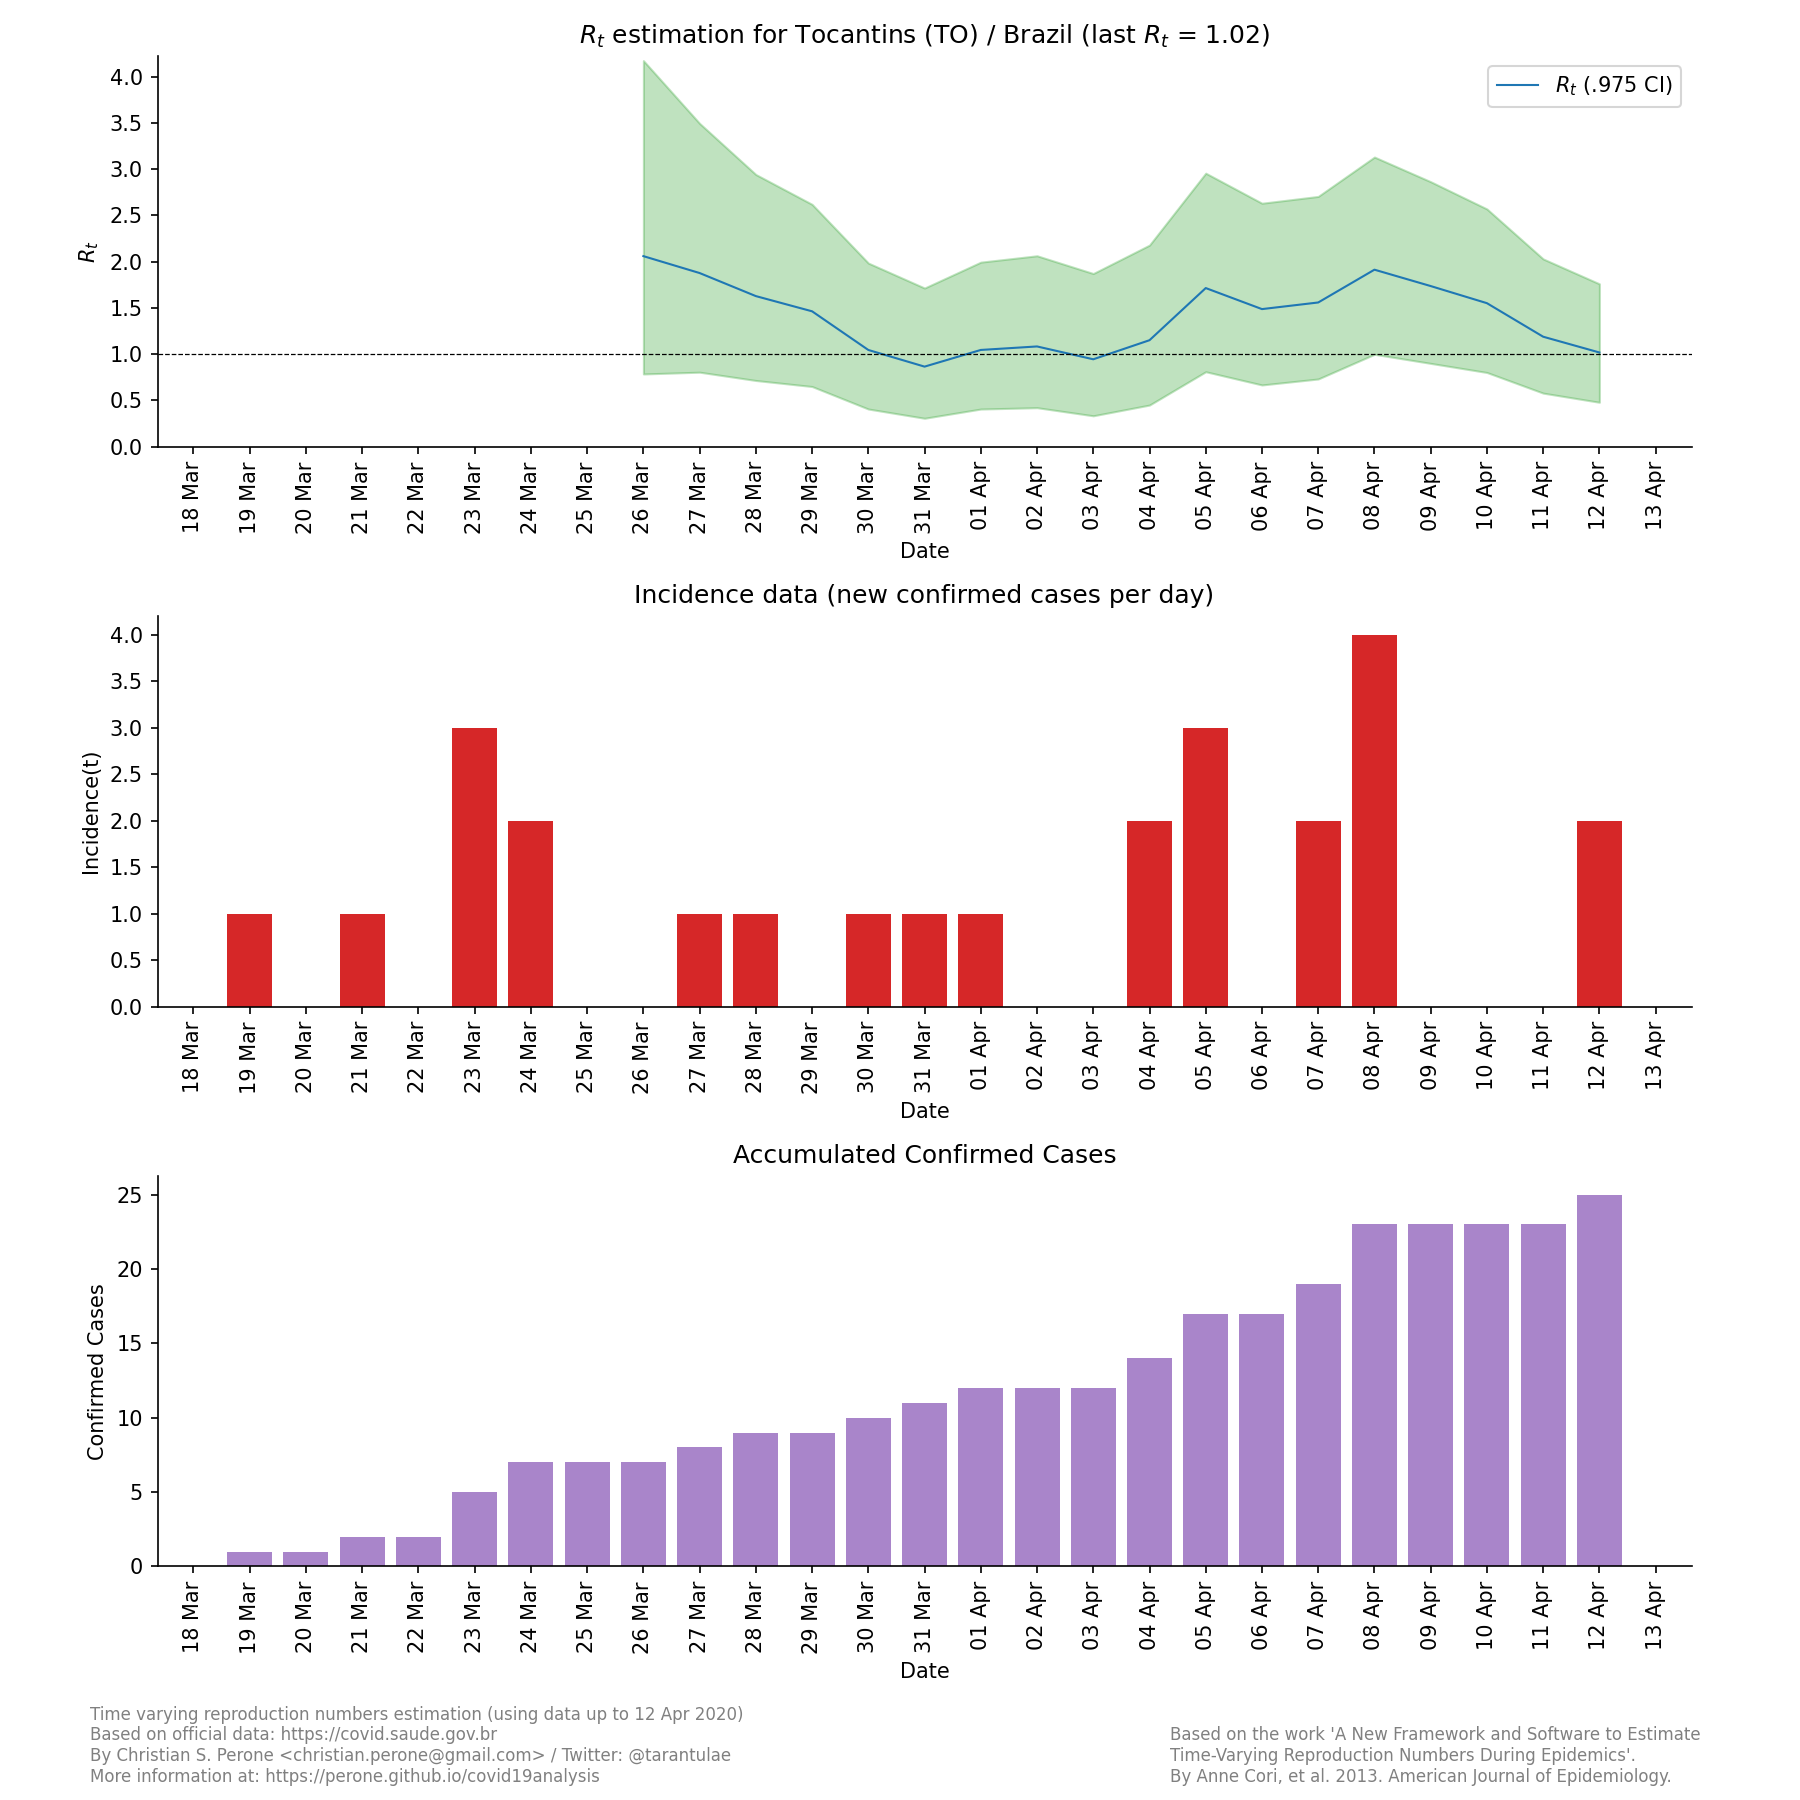 Rt estimation for Tocantins (TO) / Brazil (last Rt = 1.02)
Rt (.975 CI)
Rt
4.0
3.5
3.0
2.5
2.0
1.5
1.0
0.5
0.0
18 Mar 19 Mar 20 Mar 21 Mar 22 Mar 23 Mar 24 Mar 25 Mar 26 Mar 27 Mar 28 Mar 29 Mar 30 Mar 31 Mar 01 Apr 02 Apr 03 Apr 04 Apr 05 Apr 06 Apr 07 Apr 08 Apr 09 Apr 10 Apr 11 Apr 12 Apr 13 Apr
Date
Incidence data (new confirmed cases per day)
Incidence(t)
4.0
3.5
3.0
2.5
2.0
1.5
1.0
0.5
0.0
18 Mar 19 Mar 20 Mar 21 Mar 22 Mar 23 Mar 24 Mar 25 Mar 26 Mar 27 Mar 28 Mar 29 Mar 30 Mar 31 Mar 01 Apr 02 Apr 03 Apr 04 Apr 05 Apr 06 Apr 07 Apr 08 Apr 09 Apr 10 Apr 11 Apr 12 Apr 13 Apr
Date
Accumulated Confirmed Cases
Confirmed Cases
25
20
15
10
5
0
18 Mar 19 Mar 20 Mar 21 Mar 22 Mar 23 Mar 24 Mar 25 Mar 26 Mar 27 Mar 28 Mar 29 Mar 30 Mar 31 Mar 01 Apr 02 Apr 03 Apr 04 Apr 05 Apr 06 Apr 07 Apr 08 Apr 09 Apr 10 Apr 11 Apr 12 Apr 13 Apr
Date
Time varying reproduction numbers estimation (using data up to 12 Apr 2020)
Based on official data: https://covid.saude.gov.br
By Christian S. Perone <christian.perone@gmail.com> / Twitter: @tarantulae
More information at: https://perone.github.io/covid19analysis
Based on the work 'A New Framework and Software to Estimate
Time-Varying Reproduction Numbers During Epidemics'.
By Anne Cori, et al. 2013. American Journal of Epidemiology.